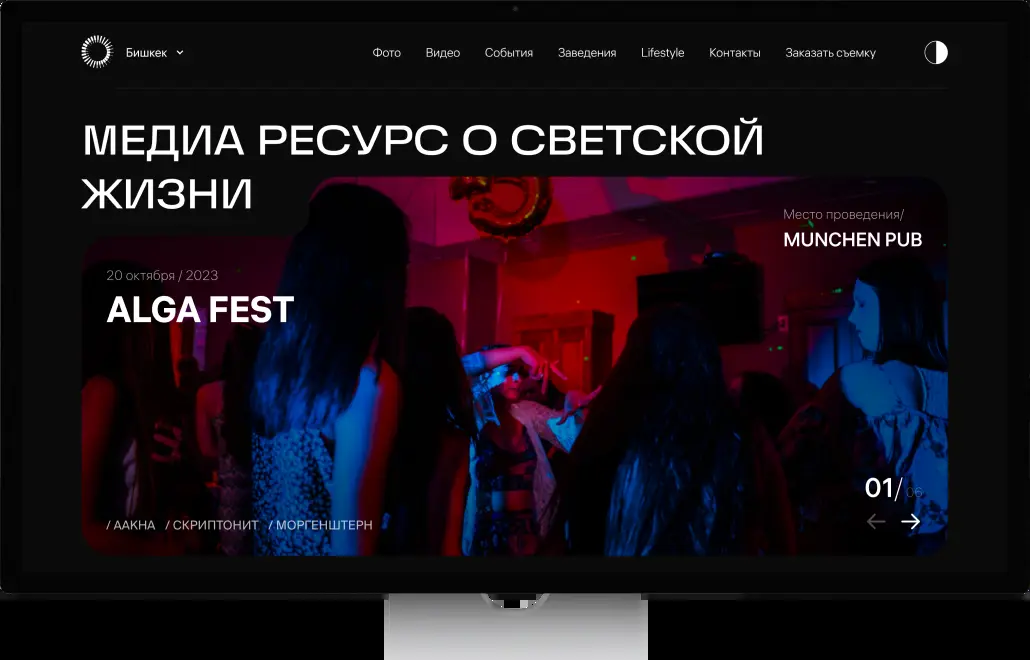 Бишкек
Фото Видео События Заведения Lifestyle Контакты Заказать съемку
МЕДИА РЕСУРС О СВЕТСКОЙ
ЖИЗНИ
Место проведения/
MUNCHEN PUB
20 октября / 2023
ALGA FEST
01/ 06
/ ААКНА / СКРИПТОНИТ / МОРГЕНШТЕРН